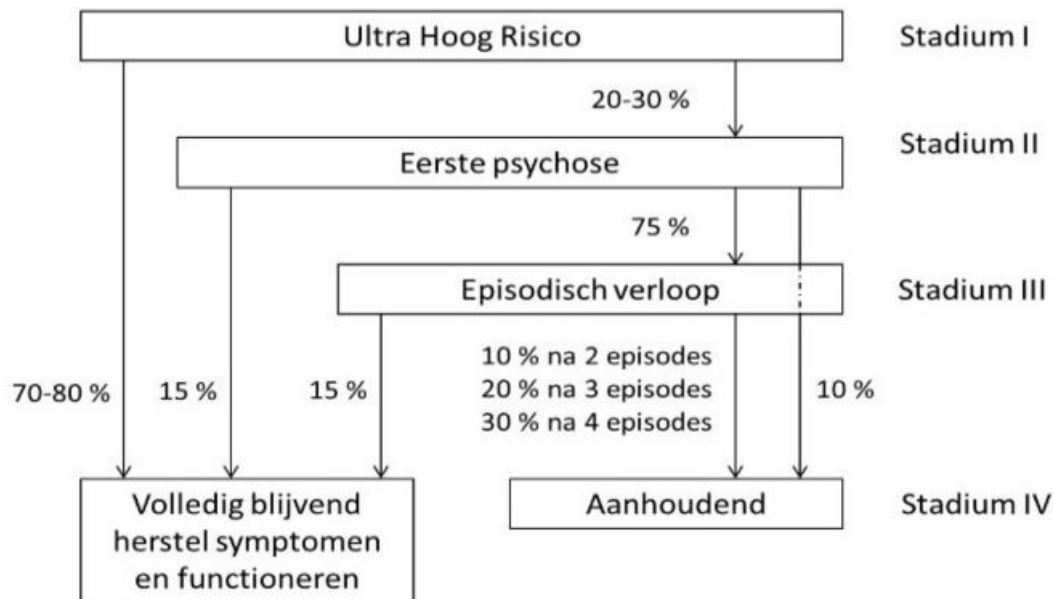 Ultra Hoog Risico
Stadium I
20-30 %
Eerste psychose
Stadium II
75 %
Episodisch verloop
Stadium III
70-80 %
15 %
15 %
10 % na 2 episodes
20 % na 3 episodes
30 % na 4 episodes
10 %
Volledig blijvend
herstel symptomen
en functioneren
Aanhoudend
Stadium IV